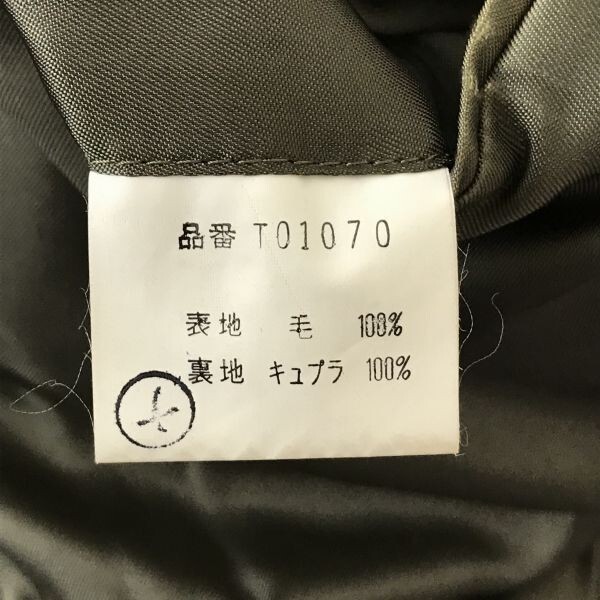 品番 T01070
表地 毛 100%
裏地 キュプラ 100%